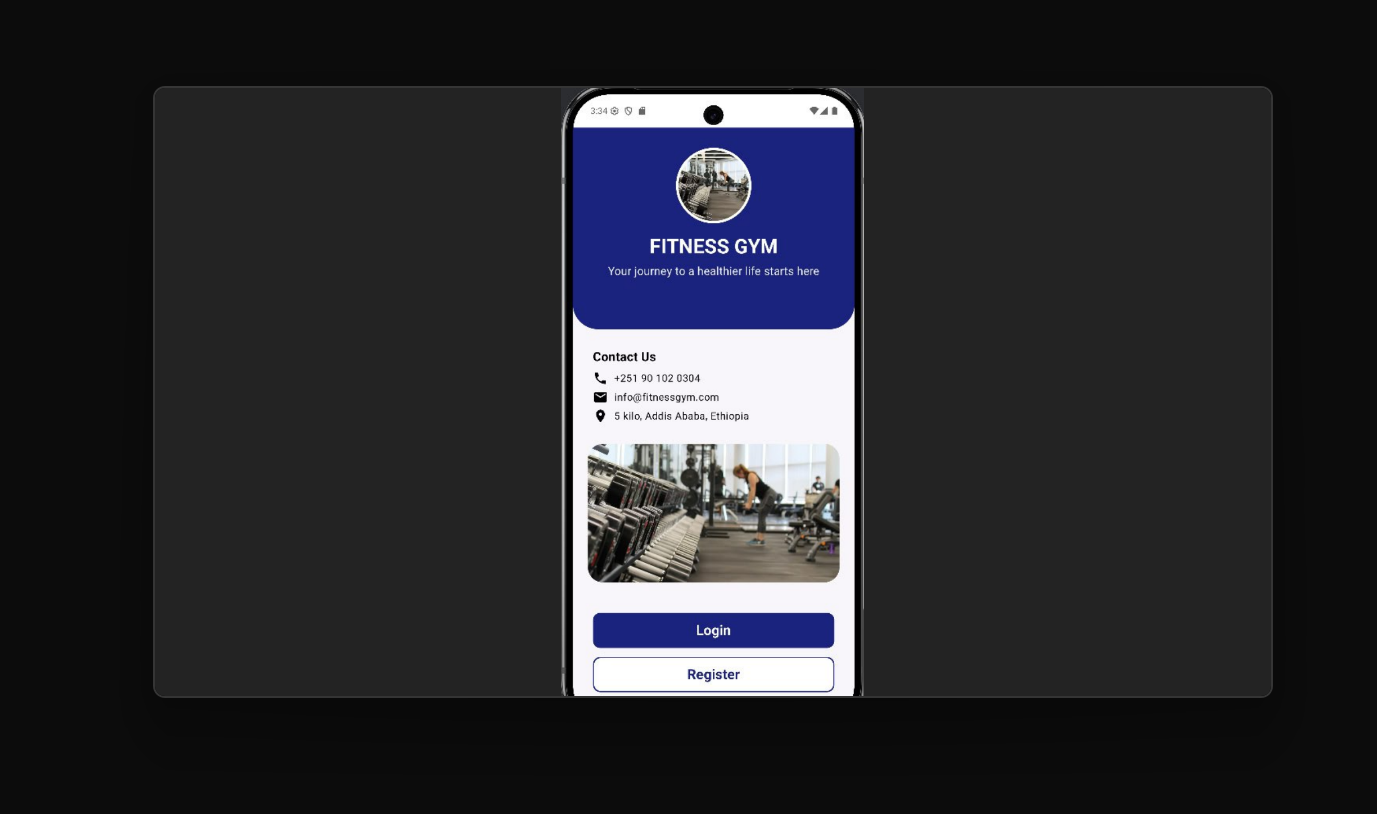 3:34
FITNESS GYM
Your journey to a healthier life starts here
Contact Us
+251 90 102 0304
info@fitnessgym.com
5 kilo, Addis Ababa, Ethiopia
Login
Register